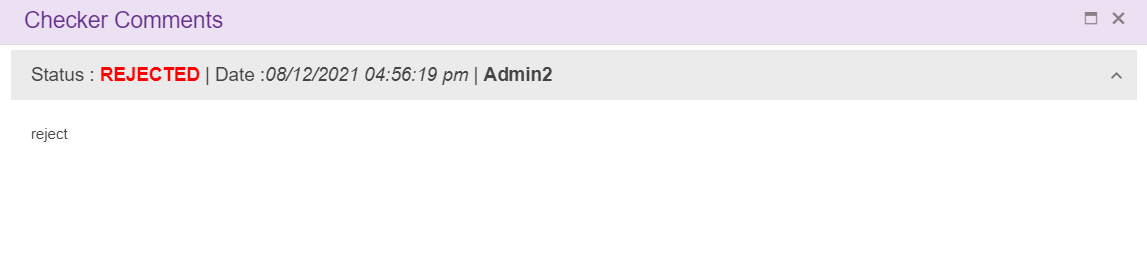 Checker Comments
Status : REJECTED | Date :08/12/2021 04:56:19 pm | Admin2
reject